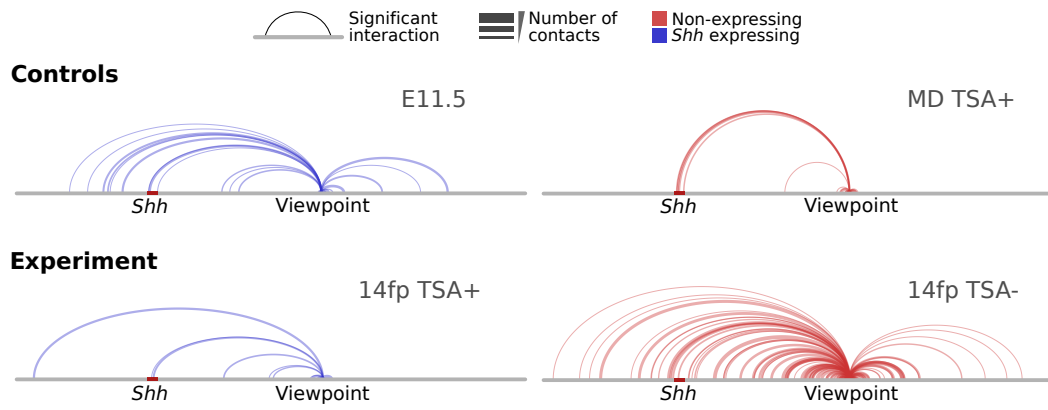 Significant
interaction
Number of
contacts
Non-expressing
Shh expressing
Controls
E11.5
MD TSA+
Shh
Viewpoint
Shh
Viewpoint
Experiment
14fp TSA+
14fp TSA-
Shh
Viewpoint
Shh
Viewpoint